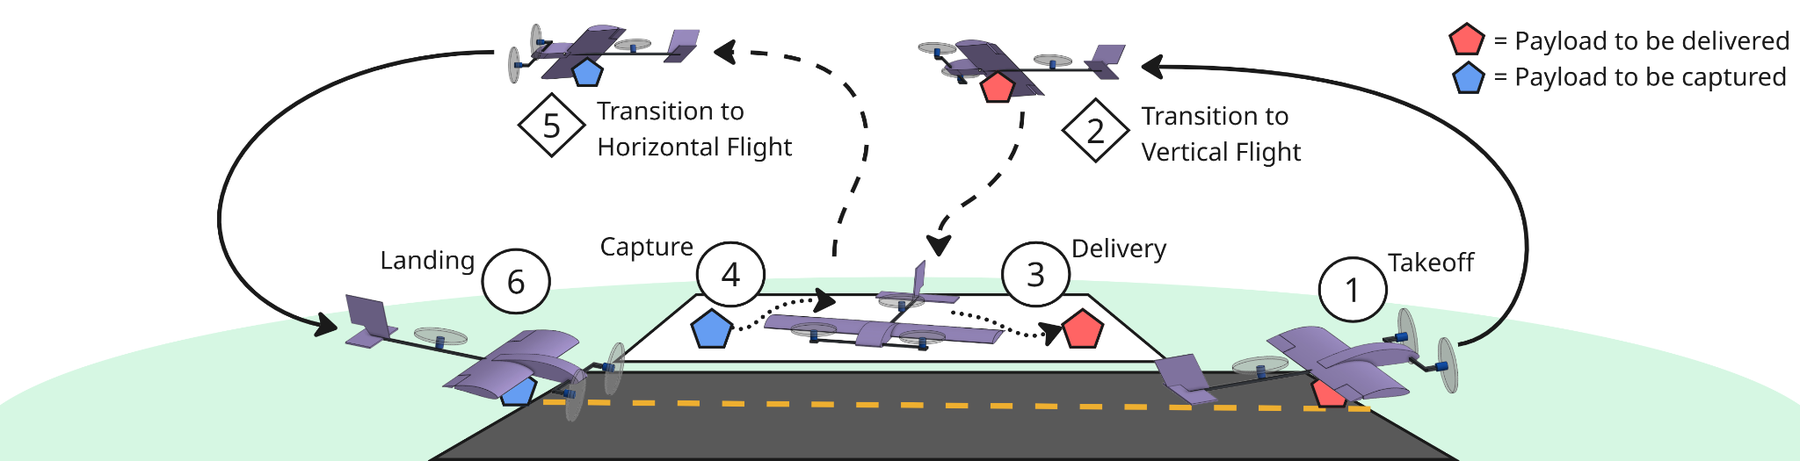 = Payload to be delivered
= Payload to be captured
5
Transition to
Horizontal Flight
2
Transition to
Vertical Flight
Landing
6
Capture
4
3
Delivery
1
Takeoff